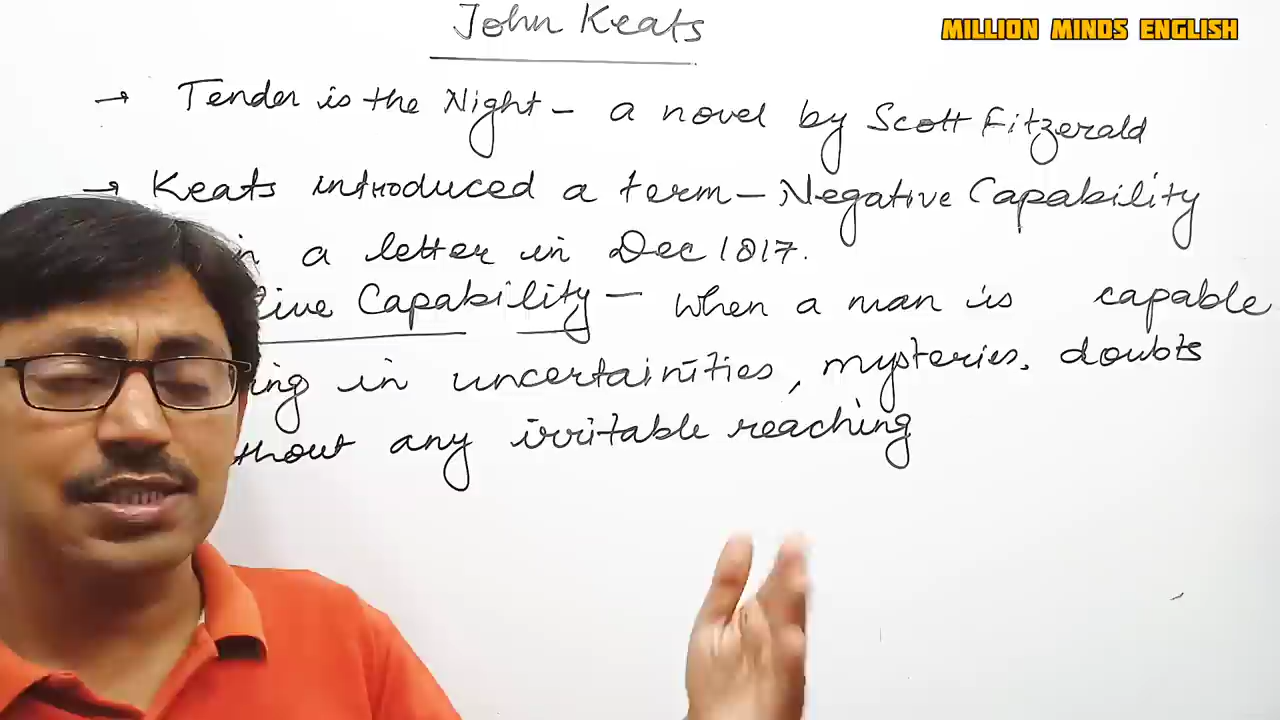 John Keats
MILLION MINDS ENGLISH
→ Tender is the Night - a novel by Scott Fitzgerald
→ Keats introduced a term - Negative Capability
a letter in Dec 1817.
Capability - when a man is capable
in uncertainities, mysteries. doubts
any irritable reaching